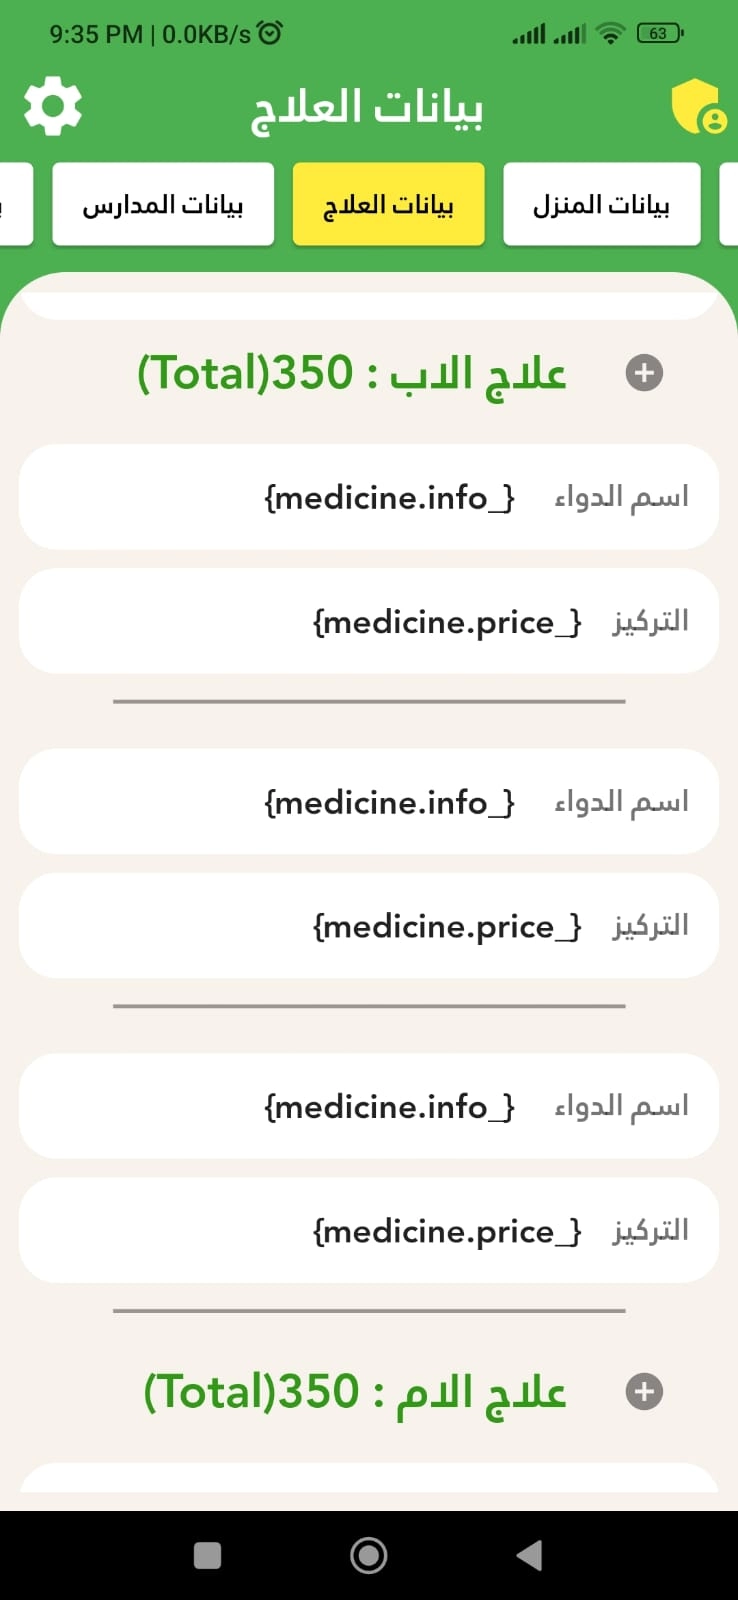 9:35 PM | 0.0KB/s
63
بيانات العلاج
بيانات المنزل
بيانات العلاج
بيانات المدارس
علاج الاب : 350(Total)
اسم الدواء {medicine.info_}
التركيز {medicine.price_}
اسم الدواء {medicine.info_}
التركيز {medicine.price_}
اسم الدواء {medicine.info_}
التركيز {medicine.price_}
علاج الام : 350(Total)